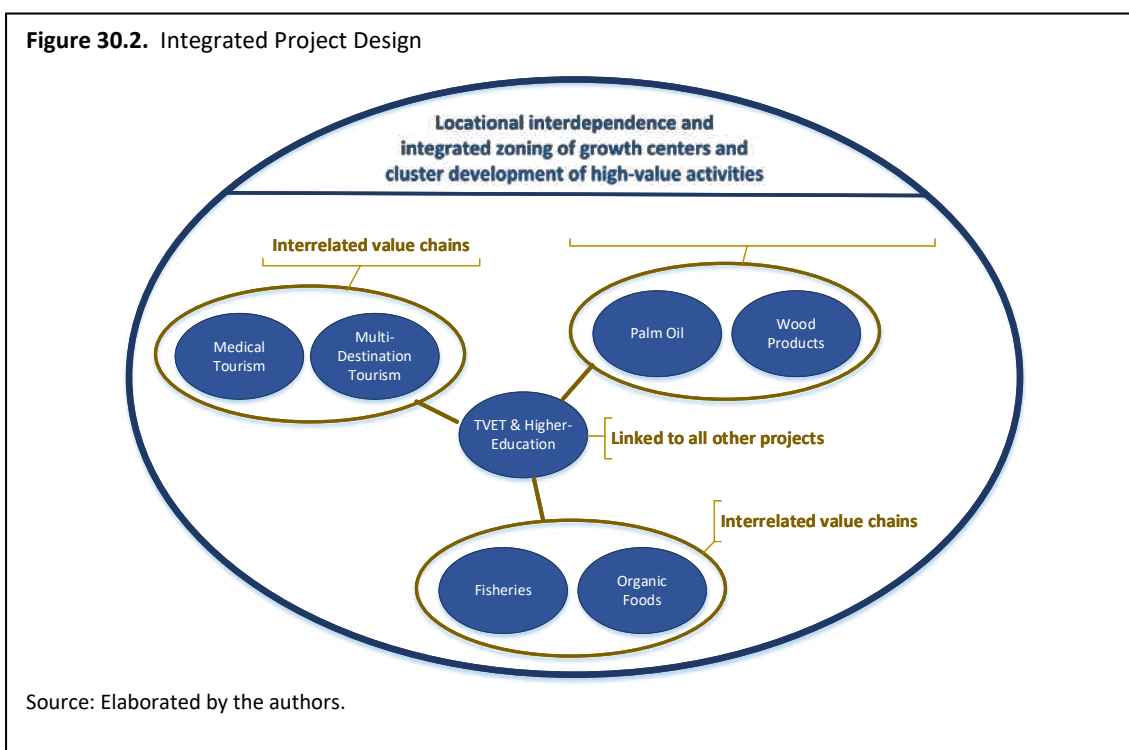 Figure 30.2. Integrated Project Design
Locational interdependence and
integrated zoning of growth centers and
cluster development of high-value activities
Interrelated value chains
Medical
Tourism
Multi-
Destination
Tourism
Palm Oil
Wood
Products
TVET & Higher-
Education
Linked to all other projects
Interrelated value chains
Fisheries
Organic
Foods
Source: Elaborated by the authors.